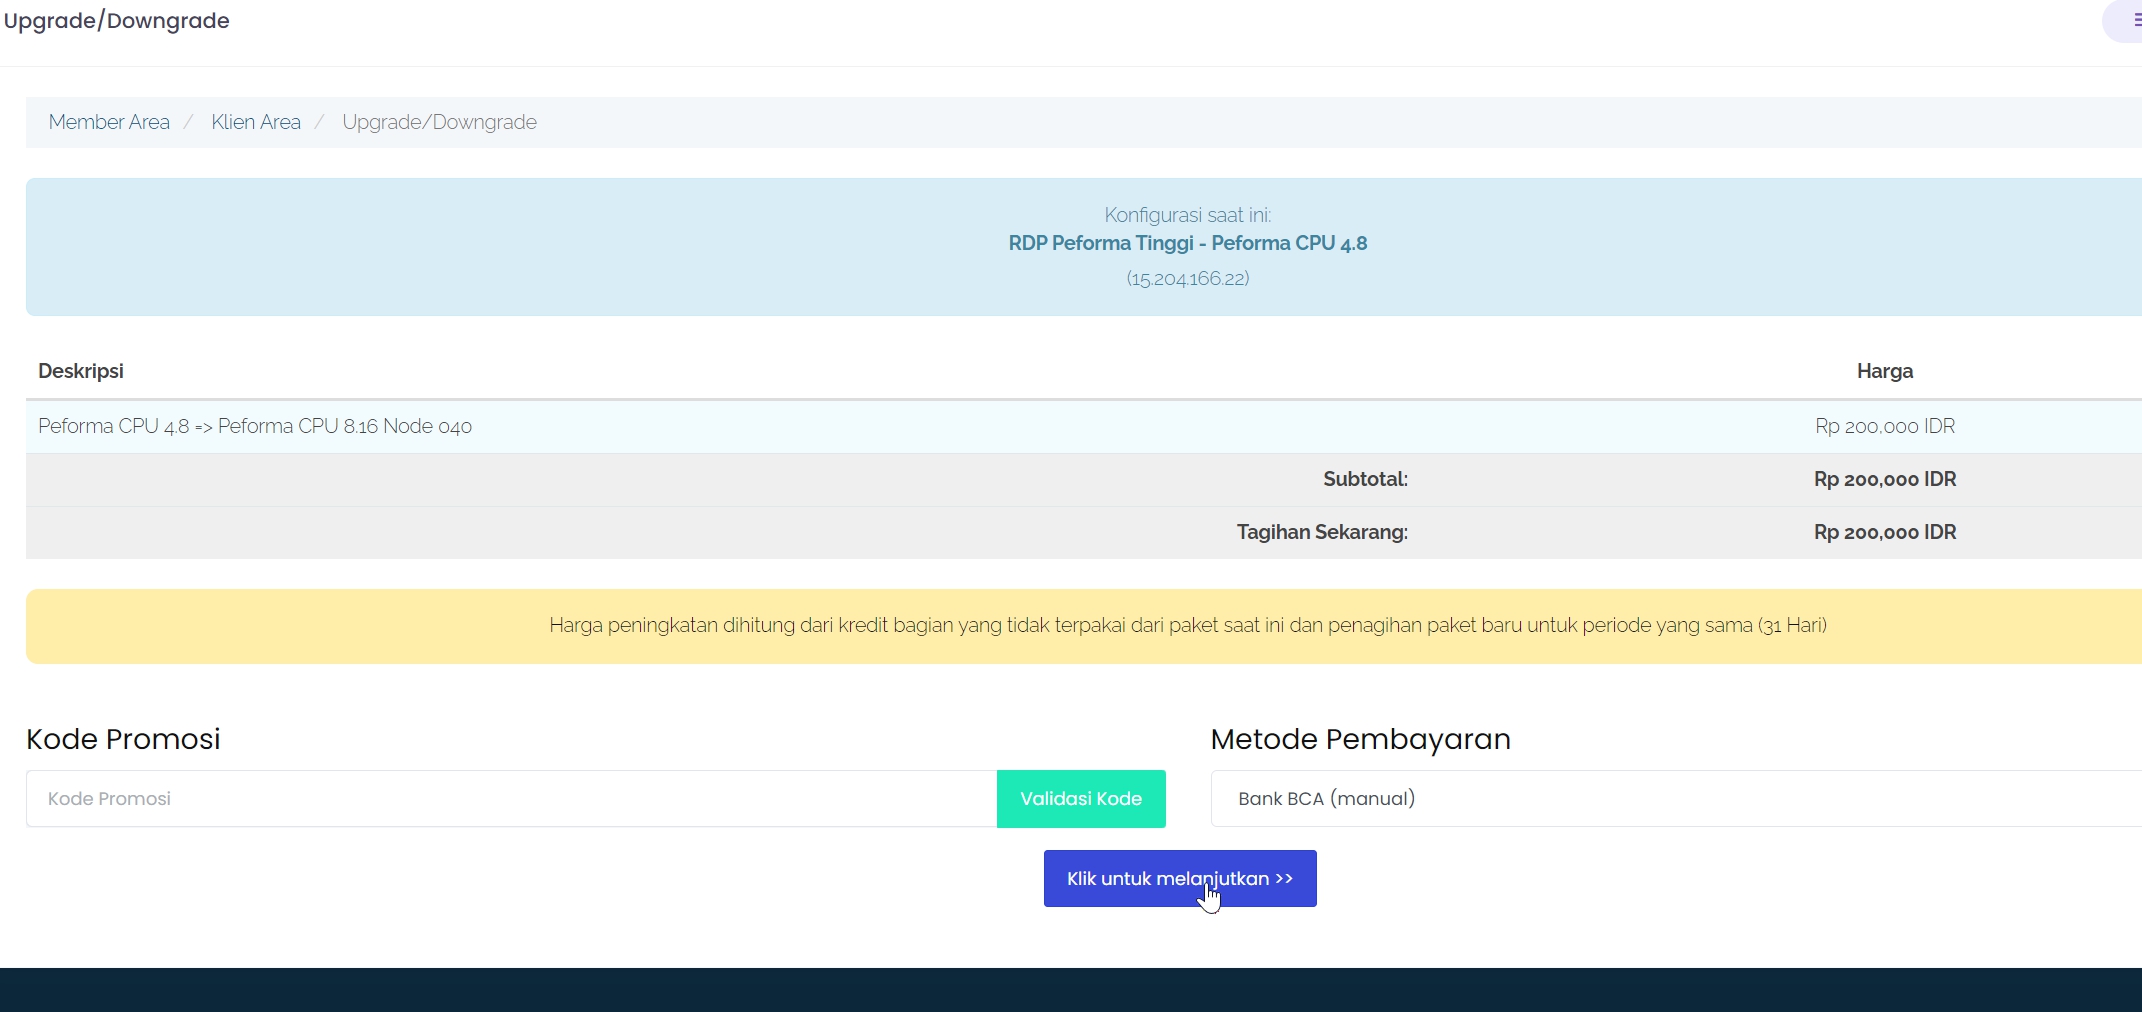 Upgrade/Downgrade
Member Area / Klien Area / Upgrade/Downgrade
Konfigurasi saat ini:
RDP Peforma Tinggi - Peforma CPU 4.8
(15.204.166.22)
Deskripsi Harga
Peforma CPU 4.8 => Peforma CPU 8.16 Node 040 Rp 200,000 IDR
Subtotal: Rp 200,000 IDR
Tagihan Sekarang: Rp 200,000 IDR
Harga peningkatan dihitung dari kredit bagian yang tidak terpakai dari paket saat ini dan penagihan paket baru untuk periode yang sama (31 Hari)
Kode Promosi Metode Pembayaran
Kode Promosi Validasi Kode Bank BCA (manual)
Klik untuk melanjutkan >>